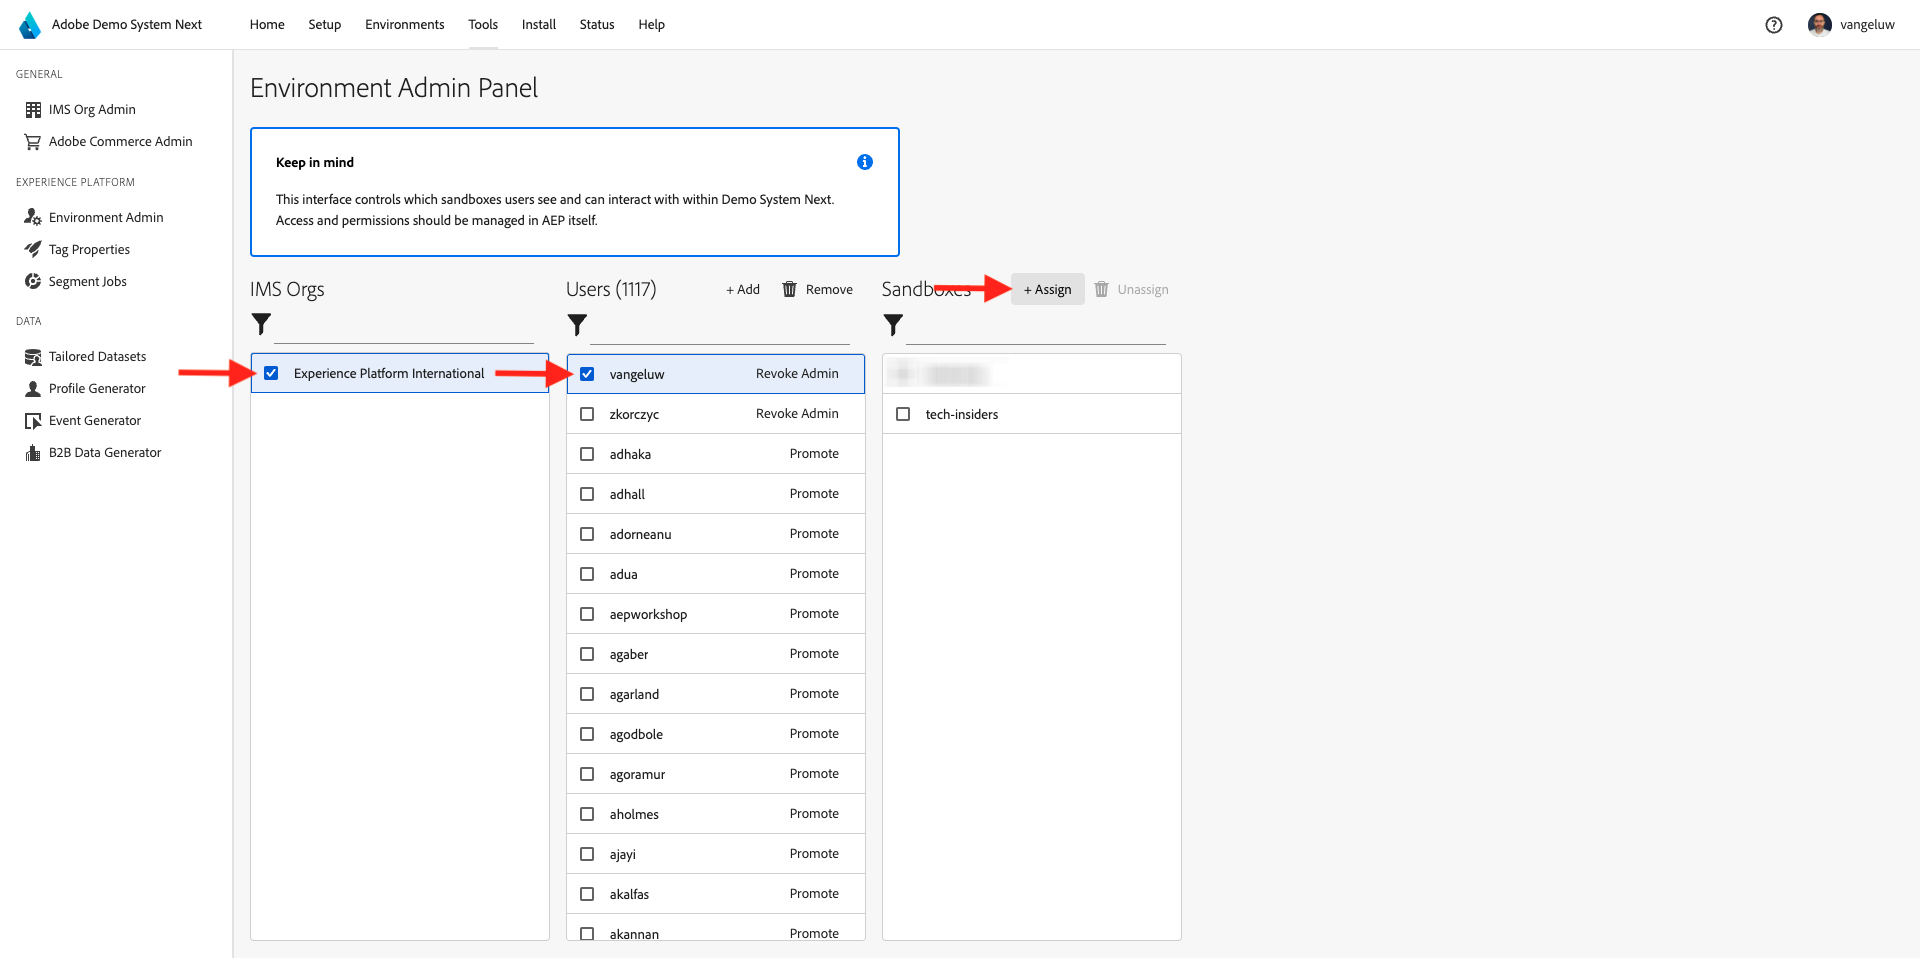 Adobe Demo System Next
Home Setup Environments Tools Install Status Help
vangeluw
GENERAL
IMS Org Admin
Adobe Commerce Admin
EXPERIENCE PLATFORM
Environment Admin
Tag Properties
Segment Jobs
DATA
Tailored Datasets
Profile Generator
Event Generator
B2B Data Generator
Environment Admin Panel
Keep in mind
This interface controls which sandboxes users see and can interact with within Demo System Next.
Access and permissions should be managed in AEP itself.
IMS Orgs
Experience Platform International
Users (1117) + Add Remove
vangeluw Revoke Admin
zkorczyc Revoke Admin
adhaka Promote
adhall Promote
adorneanu Promote
adua Promote
aepworkshop Promote
agaber Promote
agarland Promote
agodbole Promote
agoramur Promote
aholmes Promote
ajayi Promote
akalfas Promote
akannan Promote
Sandboxes + Assign Unassign
tech-insiders